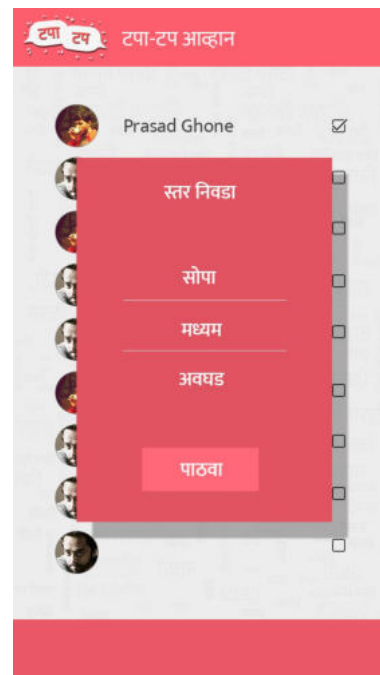 टपा टप
टपा-टप आव्हान
Prasad Ghone
स्तर निवडा
सोपा
मध्यम
अवघड
पाठवा